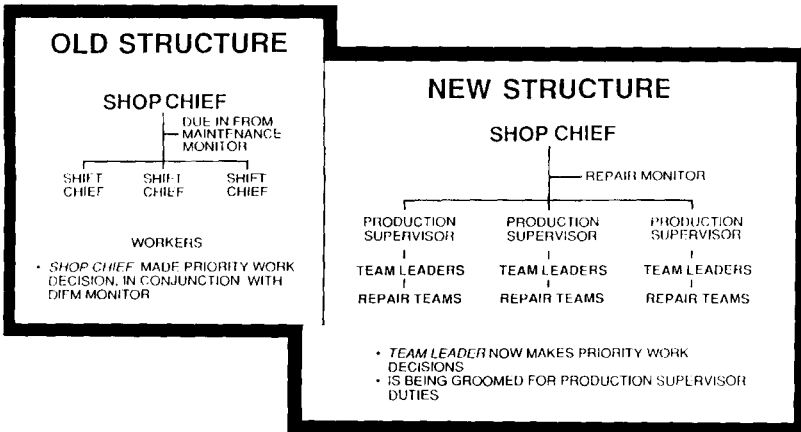 OLD STRUCTURE
SHOP CHIEF
DUE IN FROM
MAINTENANCE
MONITOR
SHIFT SHIFT SHIFT
CHIEF CHIEF CHIEF
WORKERS
• SHOP CHIEF MADE PRIORITY WORK
DECISION, IN CONJUNCTION WITH
DIFM MONITOR
NEW STRUCTURE
SHOP CHIEF
REPAIR MONITOR
PRODUCTION PRODUCTION PRODUCTION
SUPERVISOR SUPERVISOR SUPERVISOR
TEAM LEADERS TEAM LEADERS TEAM LEADERS
REPAIR TEAMS REPAIR TEAMS REPAIR TEAMS
• TEAM LEADER NOW MAKES PRIORITY WORK
DECISIONS
• IS BEING GROOMED FOR PRODUCTION SUPERVISOR
DUTIES